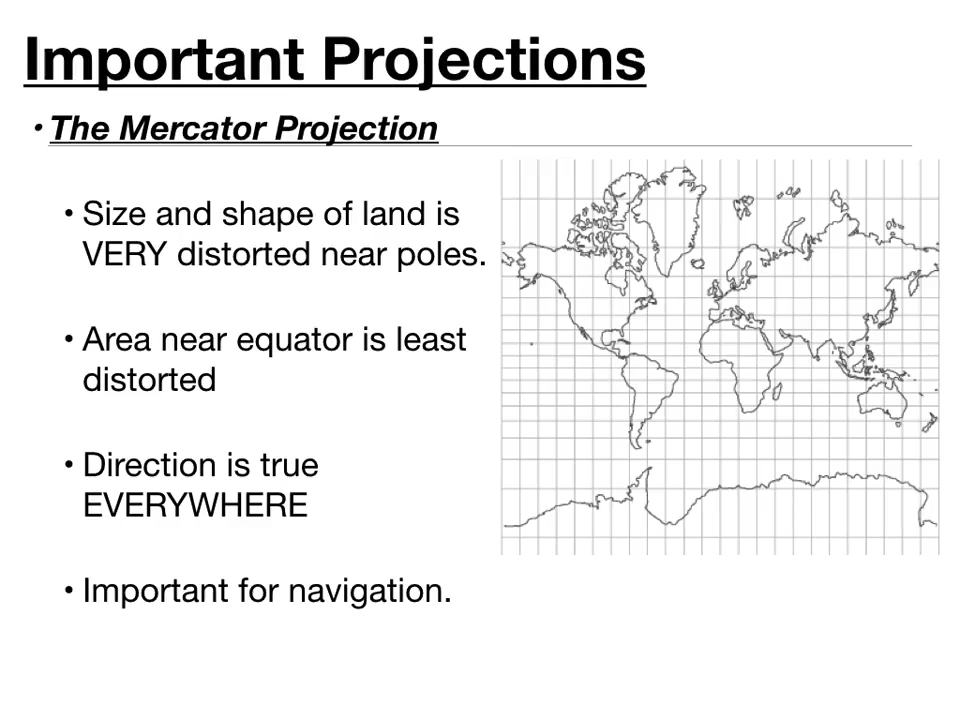 Important Projections
• The Mercator Projection
• Size and shape of land is
VERY distorted near poles.
• Area near equator is least
distorted
• Direction is true
EVERYWHERE
• Important for navigation.